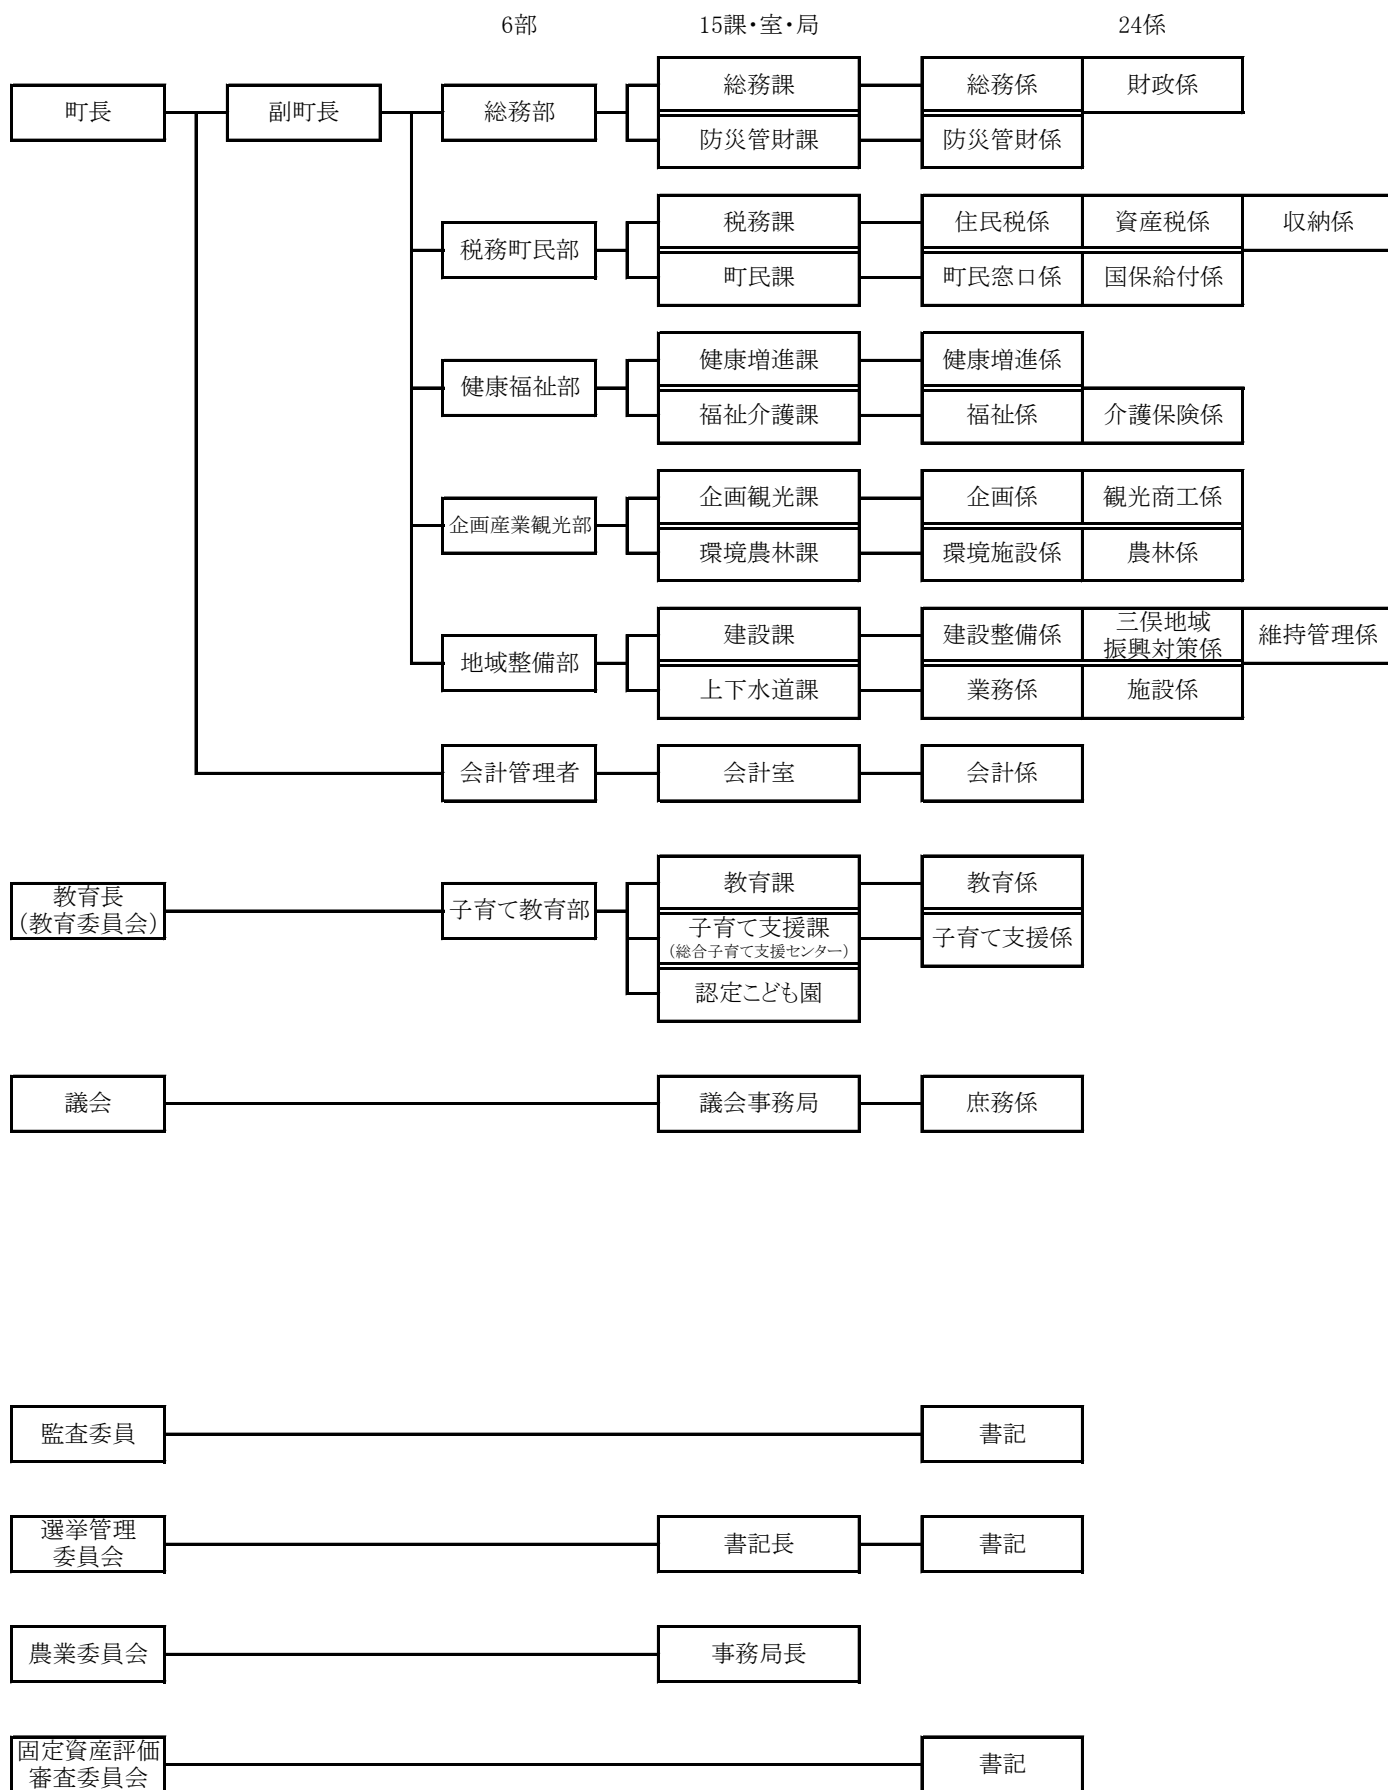 6部
15課・室・局
24係
町長
副町長
総務部
総務課
総務係
財政係
防災管財課
防災管財係
税務町民部
税務課
住民税係
資産税係
収納係
町民課
町民窓口係
国保給付係
健康福祉部
健康増進課
健康増進係
福祉介護課
福祉係
介護保険係
企画産業観光部
企画観光課
企画係
観光商工係
環境農林課
環境施設係
農林係
地域整備部
建設課
建設整備係
三俣地域
振興対策係
維持管理係
上下水道課
業務係
施設係
会計管理者
会計室
会計係
教育長
(教育委員会)
子育て教育部
教育課
教育係
子育て支援課
(総合子育て支援センター)
子育て支援係
認定こども園
議会
議会事務局
庶務係
監査委員
書記
選挙管理
委員会
書記長
書記
農業委員会
事務局長
固定資産評価
審査委員会
書記